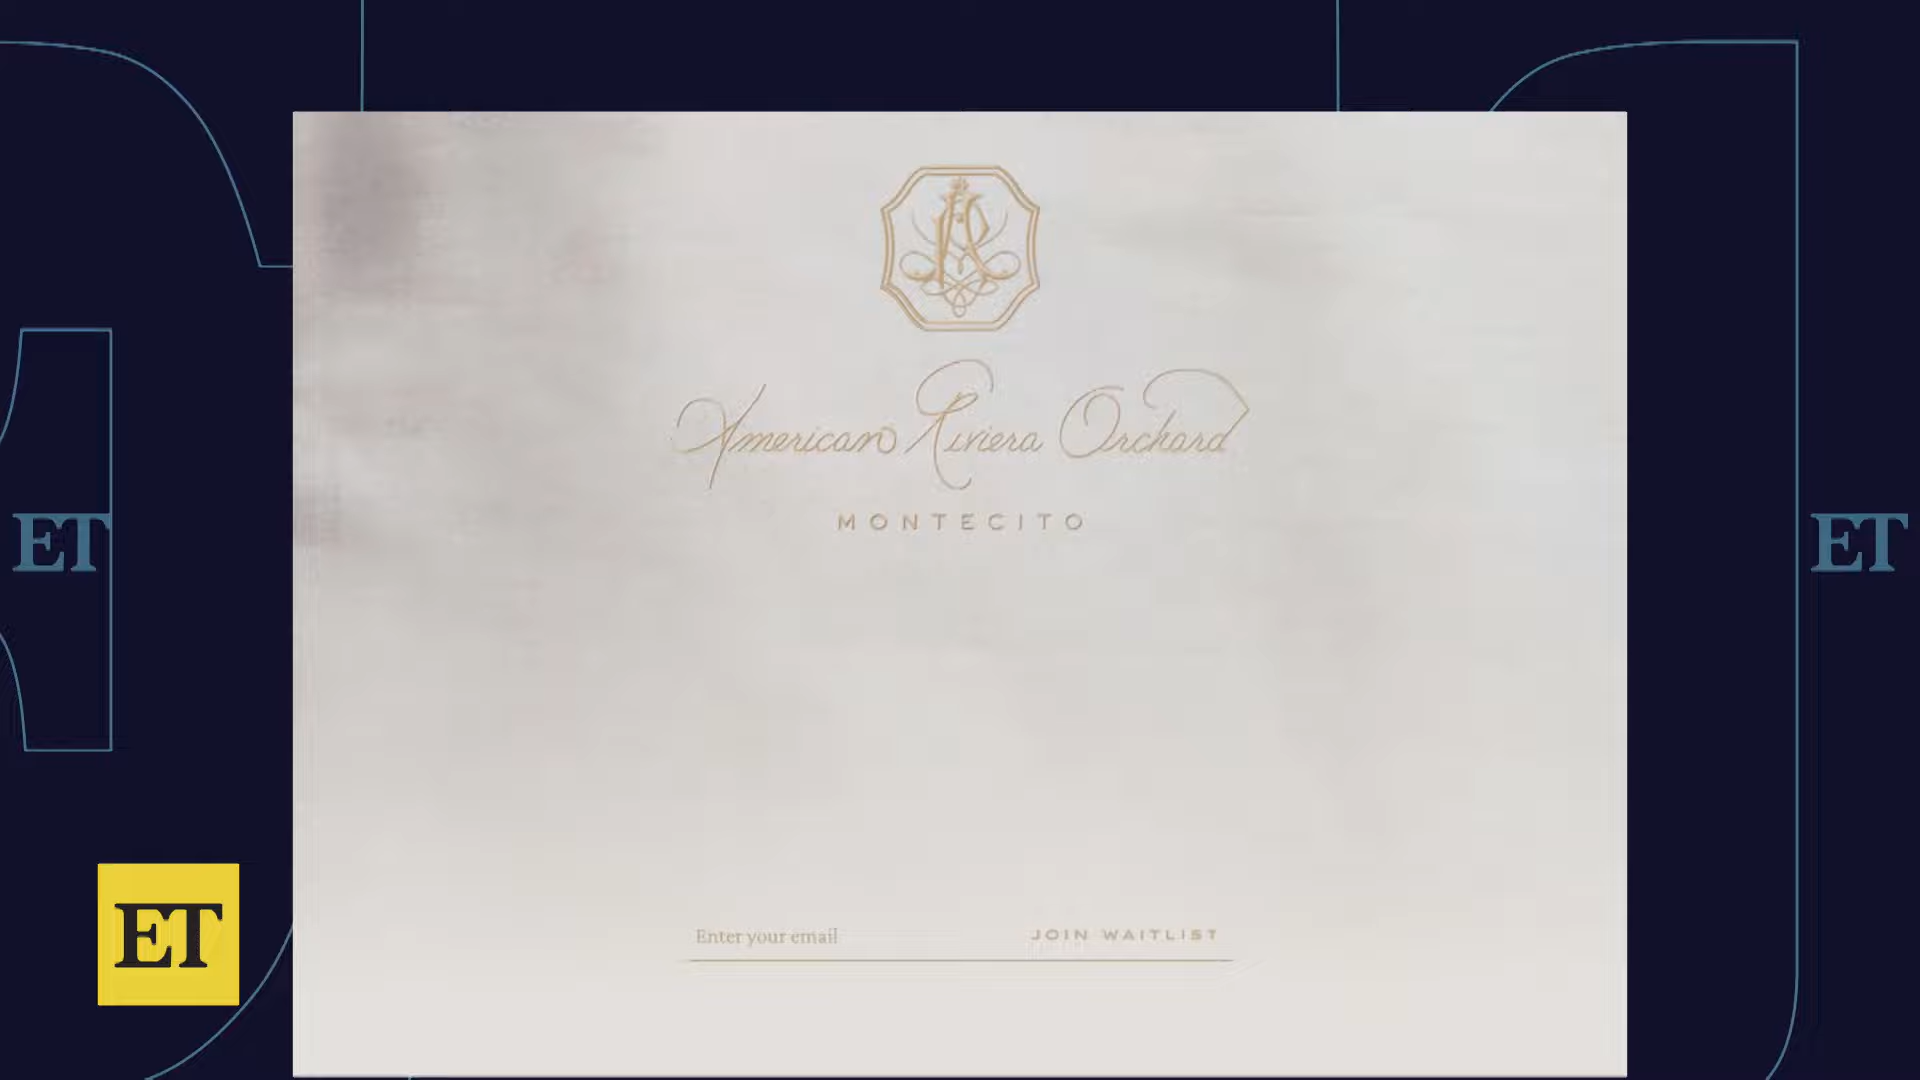 American Riviera Orchard
MONTECITO
ET
ET
Enter your email
JOIN WAITLIST
ET